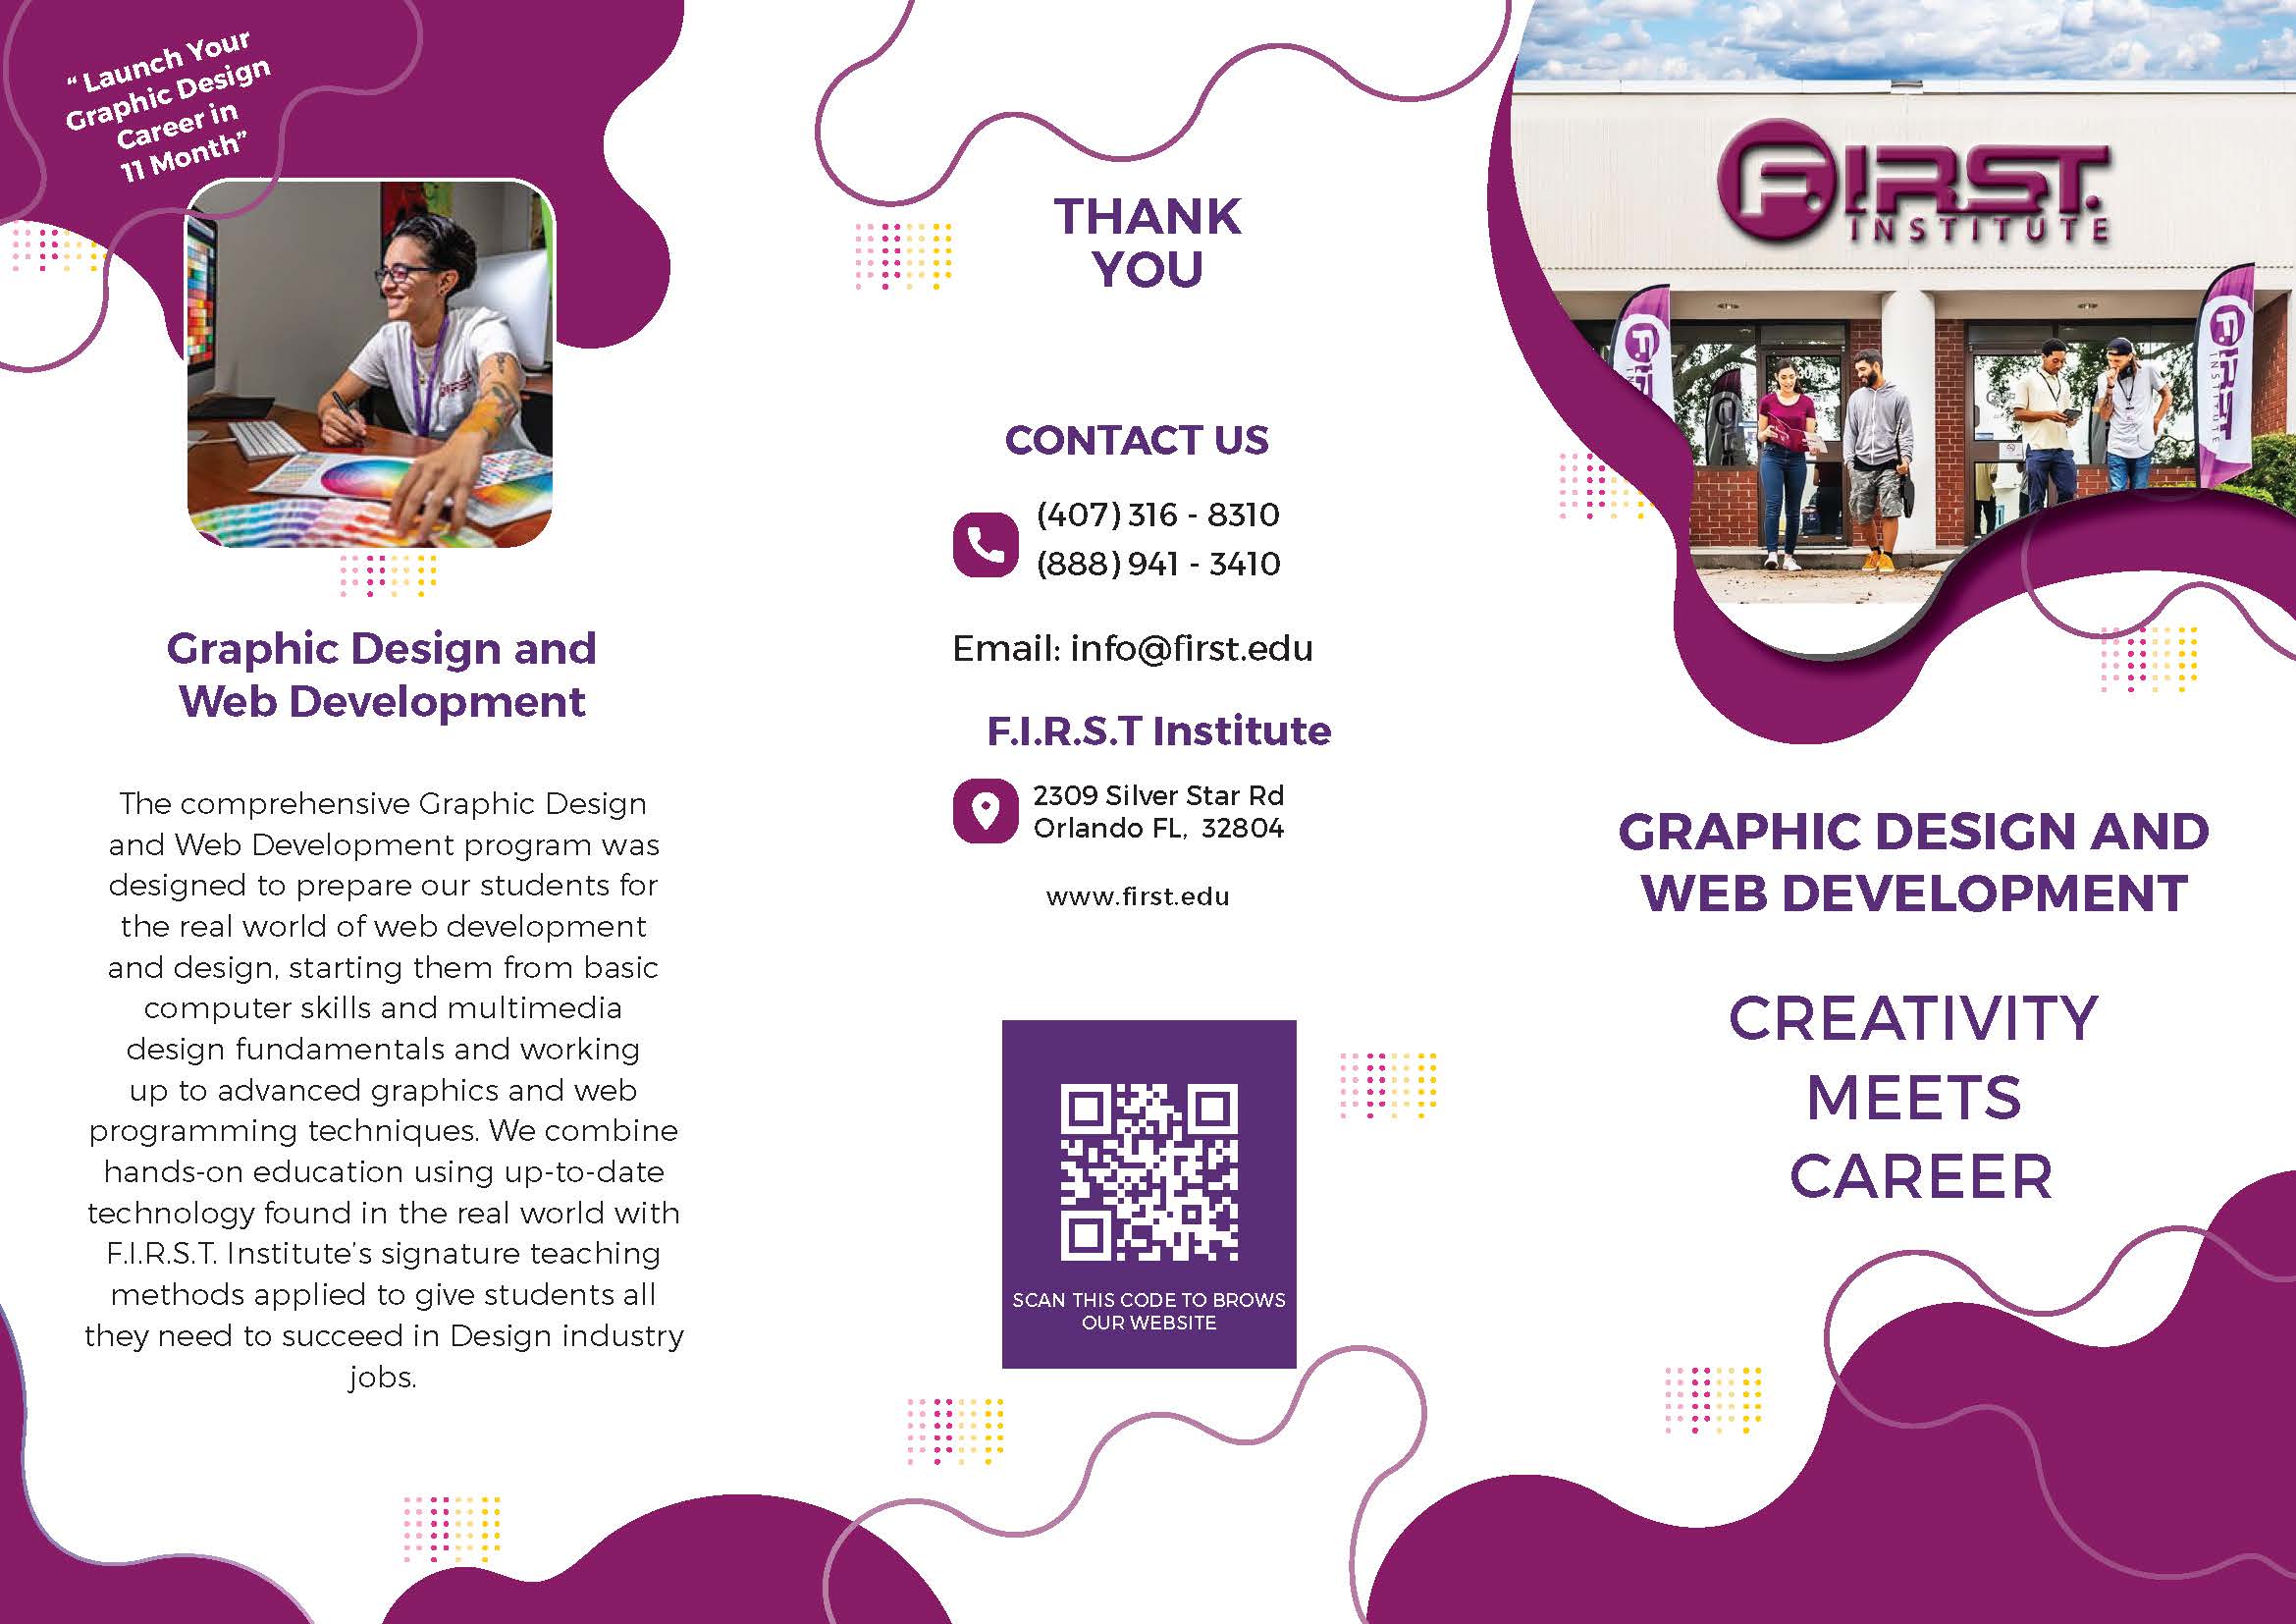 “ Launch Your
Graphic Design
Career in
11 Month”
Graphic Design and
Web Development
The comprehensive Graphic Design
and Web Development program was
designed to prepare our students for
the real world of web development
and design, starting them from basic
computer skills and multimedia
design fundamentals and working
up to advanced graphics and web
programming techniques. We combine
hands-on education using up-to-date
technology found in the real world with
F.I.R.S.T. Institute’s signature teaching
methods applied to give students all
they need to succeed in Design industry
jobs.
THANK
YOU
CONTACT US
(407) 316 - 8310
(888) 941 - 3410
Email: info@first.edu
F.I.R.S.T Institute
2309 Silver Star Rd
Orlando FL, 32804
www.first.edu
SCAN THIS CODE TO BROWS
OUR WEBSITE
F.IRST.
INSTITUTE
F.IRST
INSTITUTE
GRAPHIC DESIGN AND
WEB DEVELOPMENT
CREATIVITY
MEETS
CAREER